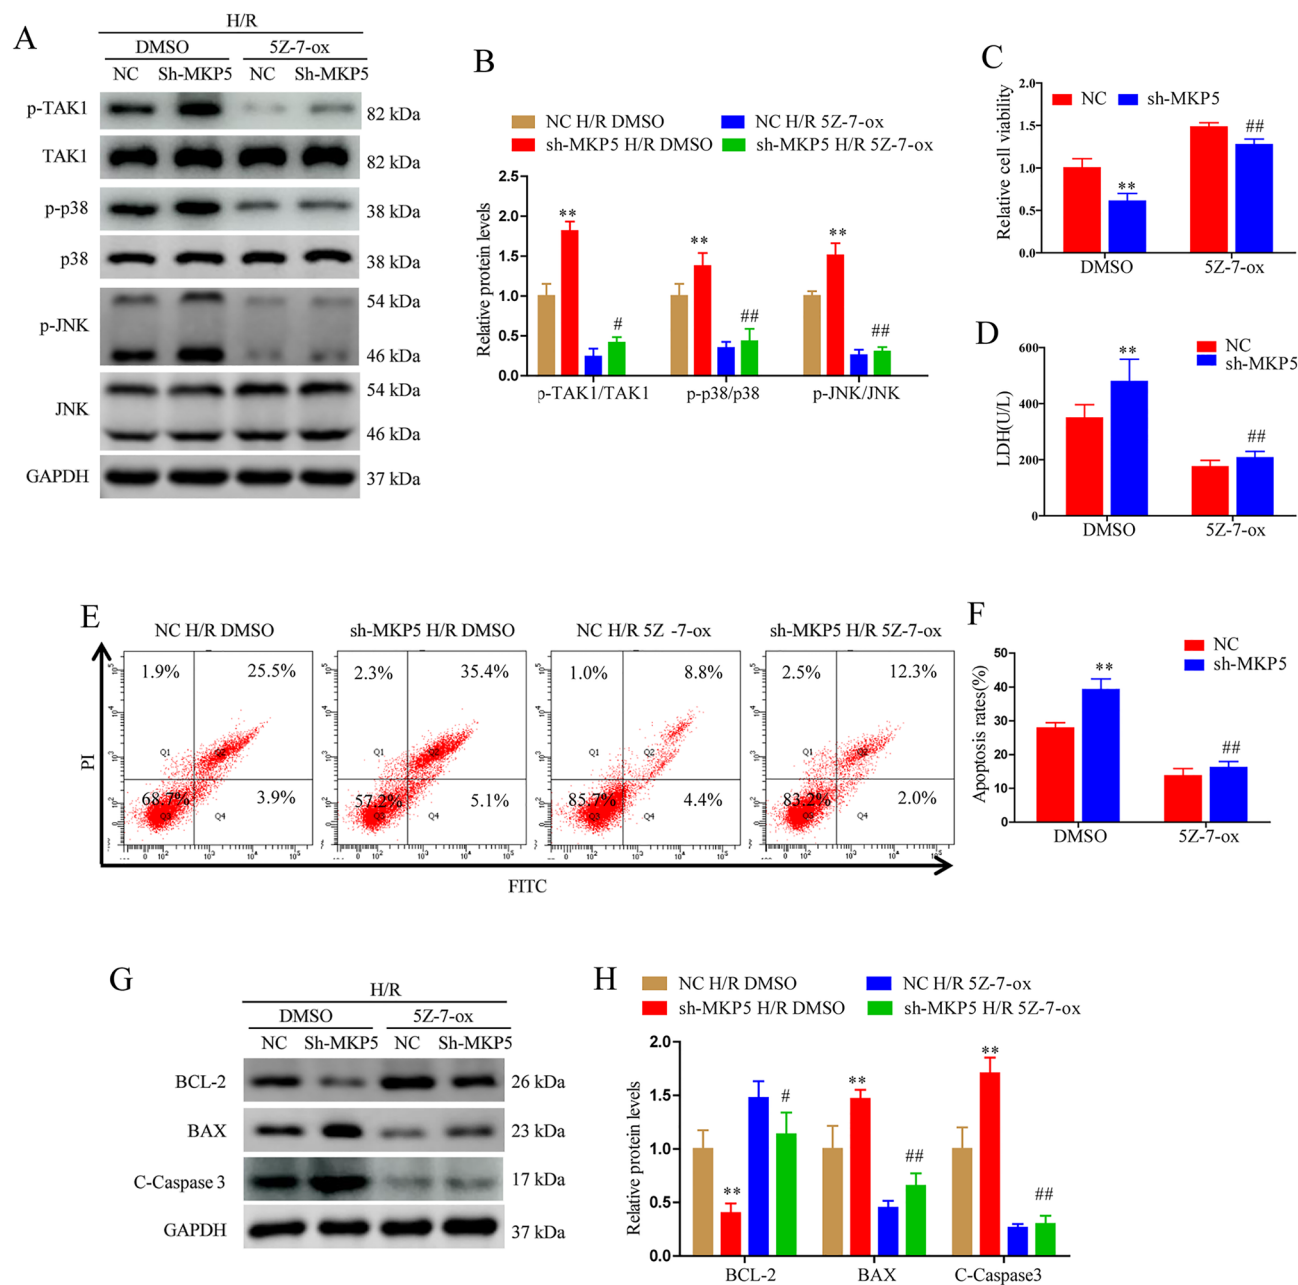 A
H/R
DMSO 5Z-7-ox
NC Sh-MKP5 NC Sh-MKP5
p-TAK1 82 kDa
TAK1 82 kDa
p-p38 38 kDa
p38 38 kDa
p-JNK 54 kDa
46 kDa
JNK 54 kDa
46 kDa
GAPDH 37 kDa
B
NC H/R DMSO NC H/R 5Z-7-ox
sh-MKP5 H/R DMSO sh-MKP5 H/R 5Z-7-ox
Relative protein levels
2.5
2.0
1.5
1.0
0.5
0.0
** ** **
# ## ##
p-TAK1/TAK1 p-p38/p38 p-JNK/JNK
C
NC sh-MKP5
Relative cell viability
2.0
1.5
1.0
0.5
0.0
** ##
DMSO 5Z-7-ox
D
NC
sh-MKP5
LDH(U/L)
600
400
200
0
** ##
DMSO 5Z-7-ox
E
NC H/R DMSO sh-MKP5 H/R DMSO NC H/R 5Z -7-ox sh-MKP5 H/R 5Z-7-ox
PI
1.9% 25.5% 2.3% 35.4% 1.0% 8.8% 2.5% 12.3%
68.7% 3.9% 57.2% 5.1% 85.7% 4.4% 83.2% 2.0%
FITC
F
NC
sh-MKP5
Apoptosis rates(%)
50
40
30
20
10
0
** ##
DMSO 5Z-7-ox
G
H/R
DMSO 5Z-7-ox
NC Sh-MKP5 NC Sh-MKP5
BCL-2 26 kDa
BAX 23 kDa
C-Caspase 3 17 kDa
GAPDH 37 kDa
H
NC H/R DMSO NC H/R 5Z-7-ox
sh-MKP5 H/R DMSO sh-MKP5 H/R 5Z-7-ox
Relative protein levels
2.0
1.5
1.0
0.5
0.0
** # ** ## ** ##
BCL-2 BAX C-Caspase3